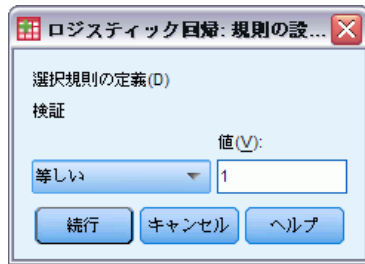 ロジスティック回帰: 規則の設...
選択規則の定義(D)
検証
値(V):
等しい
1
続行
キャンセル
ヘルプ